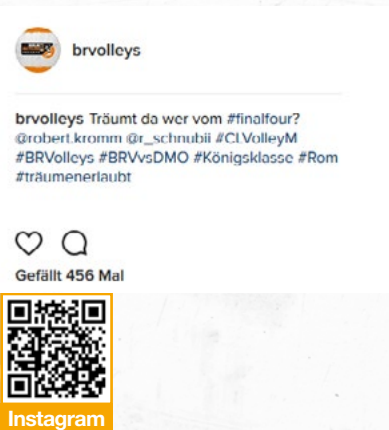 brvolleys
brvolleys Träumt da wer vom #finalfour?
@robert.kromm @r_schnubii #CLVolleyM
#BRVolleys #BRVvsDMO #Königsklasse #Rom
#träumenerlaubt
Gefällt 456 Mal
Instagram